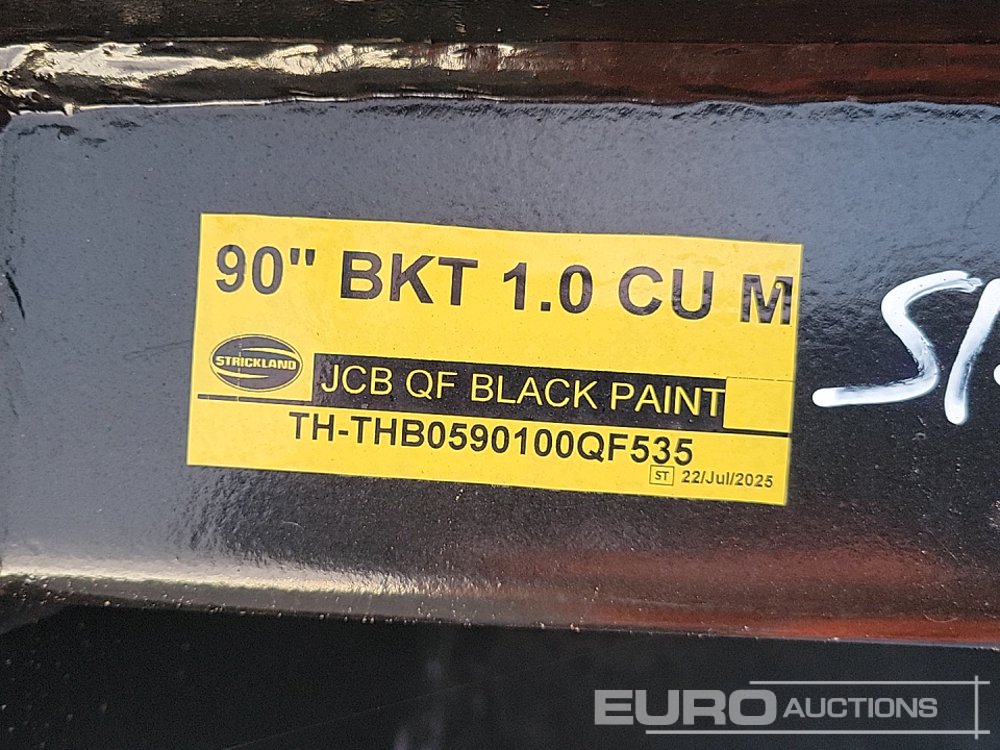 90" BKT 1.0 CU M
STRICKLAND
JCB QF BLACK PAINT
TH-THB0590100QF535
ST 22/Jul/2025
EURO AUCTIONS